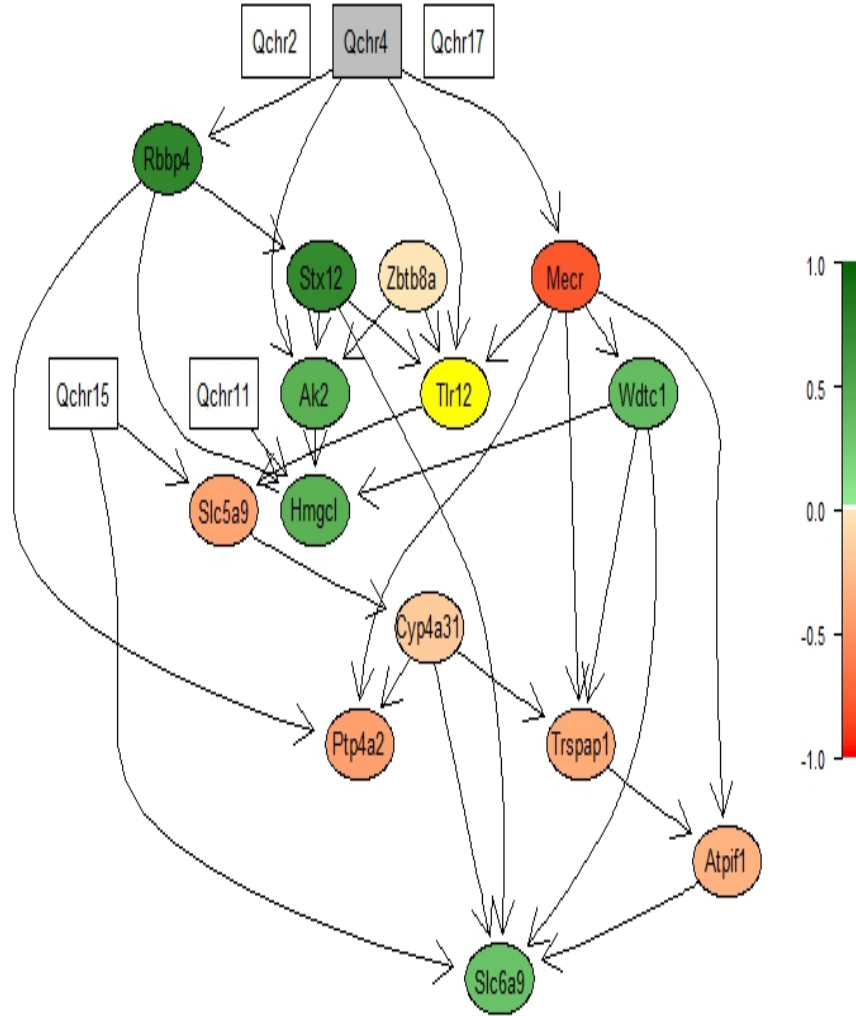 Qchr2
Qchr4
Qchr17
Rbbp4
Stx12
Zbtb8a
Mecr
1.0
Qchr15
Qchr11
Ak2
Tlr12
Wdtc1
0.5
Slc5a9
Hmgcl
0.0
Cyp4a31
-0.5
Ptp4a2
Trspap1
-1.0
Atpif1
Slc6a9